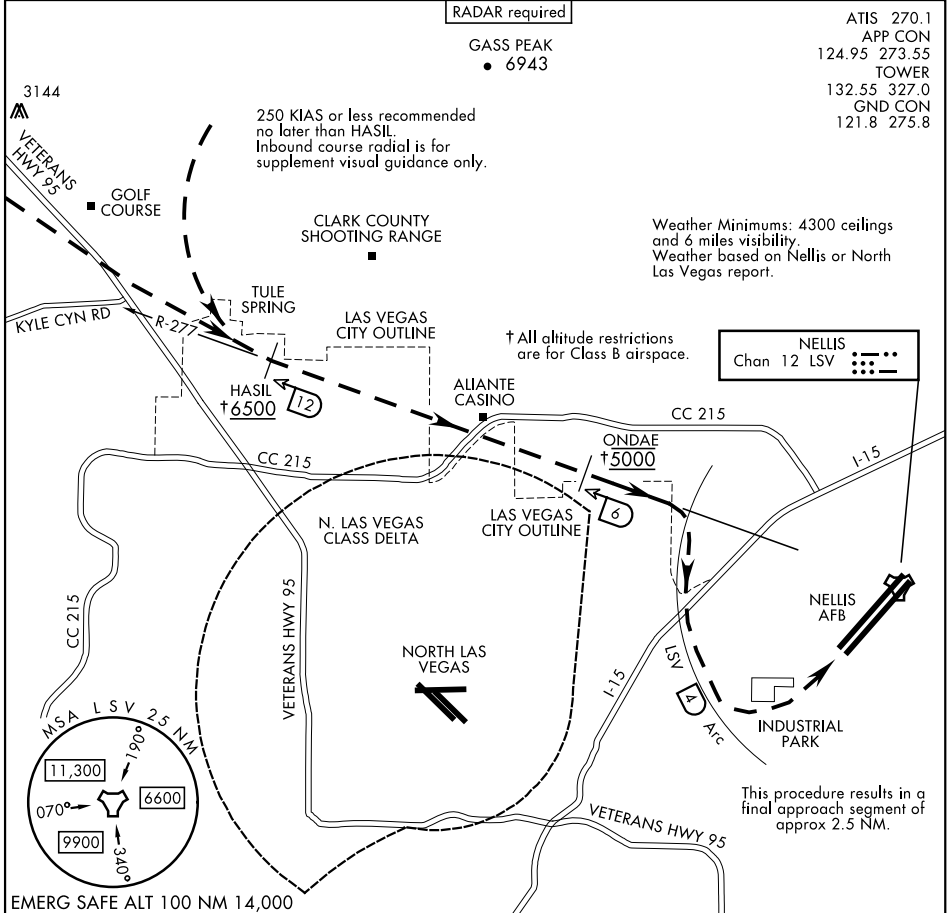 RADAR required
ATIS 270.1
APP CON
124.95 273.55
TOWER
132.55 327.0
GND CON
121.8 275.8
GASS PEAK
6943
3144
250 KIAS or less recommended
no later than HASIL.
Inbound course radial is for
supplement visual guidance only.
VETERANS
HWY 95
GOLF
COURSE
CLARK COUNTY
SHOOTING RANGE
Weather Minimums: 4300 ceilings
and 6 miles visibility.
Weather based on Nellis or North
Las Vegas report.
TULE
SPRING
KYLE CYN RD
R-277
LAS VEGAS
CITY OUTLINE
† All altitude restrictions
are for Class B airspace.
NELLIS
Chan 12 LSV
HASIL
†6500
12
ALIANTE
CASINO
CC 215
ONDAE
†5000
I-15
CC 215
6
N. LAS VEGAS
CLASS DELTA
LAS VEGAS
CITY OUTLINE
CC 215
VETERANS HWY 95
NELLIS
AFB
NORTH LAS
VEGAS
I-15
LSV 4 Arc
INDUSTRIAL
PARK
MSA LSV 25 NM
190°
11,300
070°
6600
9900
340°
VETERANS HWY 95
This procedure results in a
final approach segment of
approx 2.5 NM.
EMERG SAFE ALT 100 NM 14,000